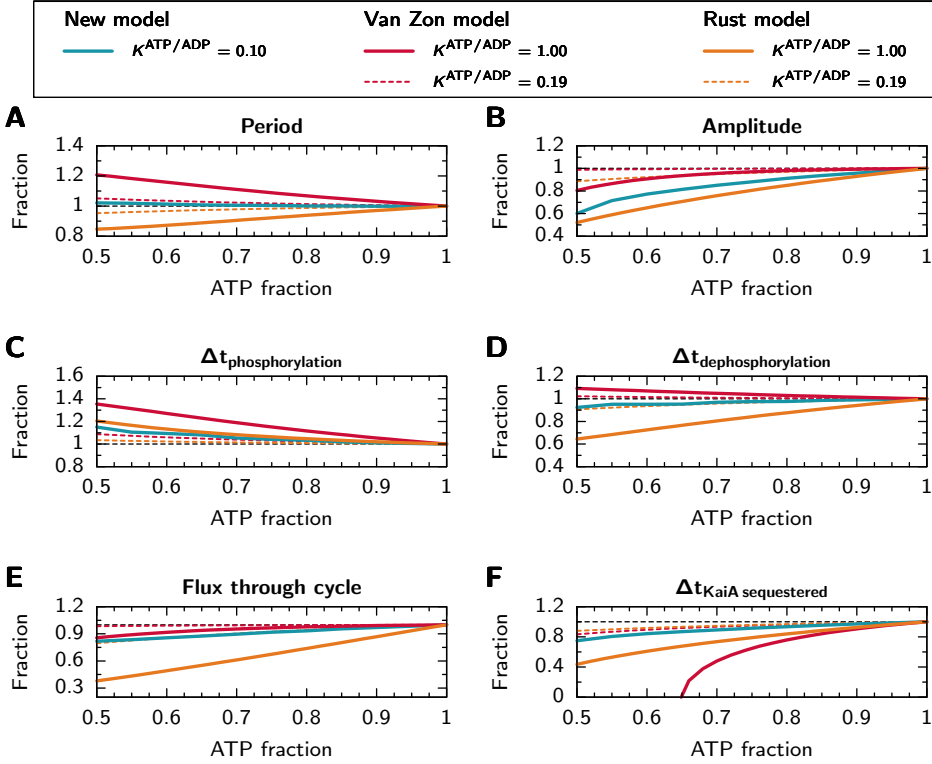 New model Van Zon model Rust model
K^ATP/ADP = 0.10 K^ATP/ADP = 1.00 K^ATP/ADP = 1.00
K^ATP/ADP = 0.19 K^ATP/ADP = 0.19
A Period
1.4
1.2
1
0.8
Fraction
0.5 0.6 0.7 0.8 0.9 1
ATP fraction
B Amplitude
1.2
1
0.8
0.6
0.4
Fraction
0.5 0.6 0.7 0.8 0.9 1
ATP fraction
C Δt_phosphorylation
1.6
1.4
1.2
1
0.8
Fraction
0.5 0.6 0.7 0.8 0.9 1
ATP fraction
D Δt_dephosphorylation
1.2
1
0.8
0.6
0.4
Fraction
0.5 0.6 0.7 0.8 0.9 1
ATP fraction
E Flux through cycle
1.2
0.9
0.6
0.3
Fraction
0.5 0.6 0.7 0.8 0.9 1
ATP fraction
F Δt_KaiA sequestered
1.2
0.8
0.4
0
Fraction
0.5 0.6 0.7 0.8 0.9 1
ATP fraction